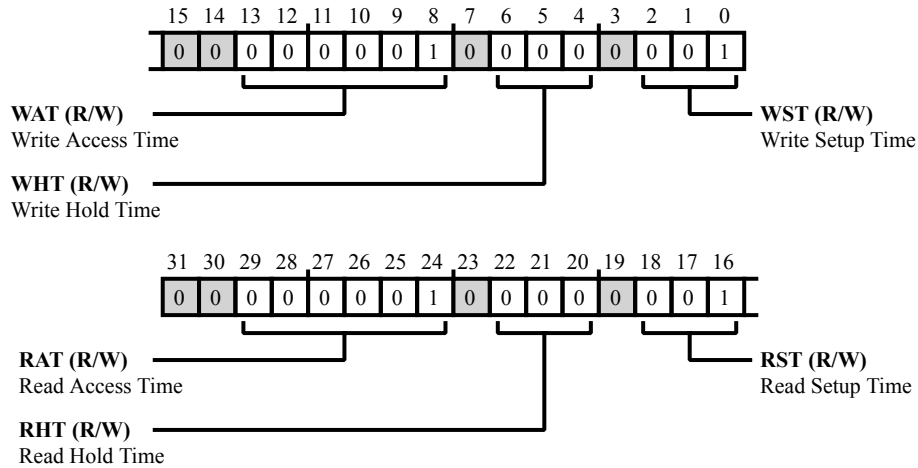 15 14 13 12 11 10 9 8 7 6 5 4 3 2 1 0
0 0 0 0 0 0 0 1 0 0 0 0 0 0 0 1
WAT (R/W)
Write Access Time
WST (R/W)
Write Setup Time
WHT (R/W)
Write Hold Time
31 30 29 28 27 26 25 24 23 22 21 20 19 18 17 16
0 0 0 0 0 0 0 1 0 0 0 0 0 0 0 1
RAT (R/W)
Read Access Time
RST (R/W)
Read Setup Time
RHT (R/W)
Read Hold Time